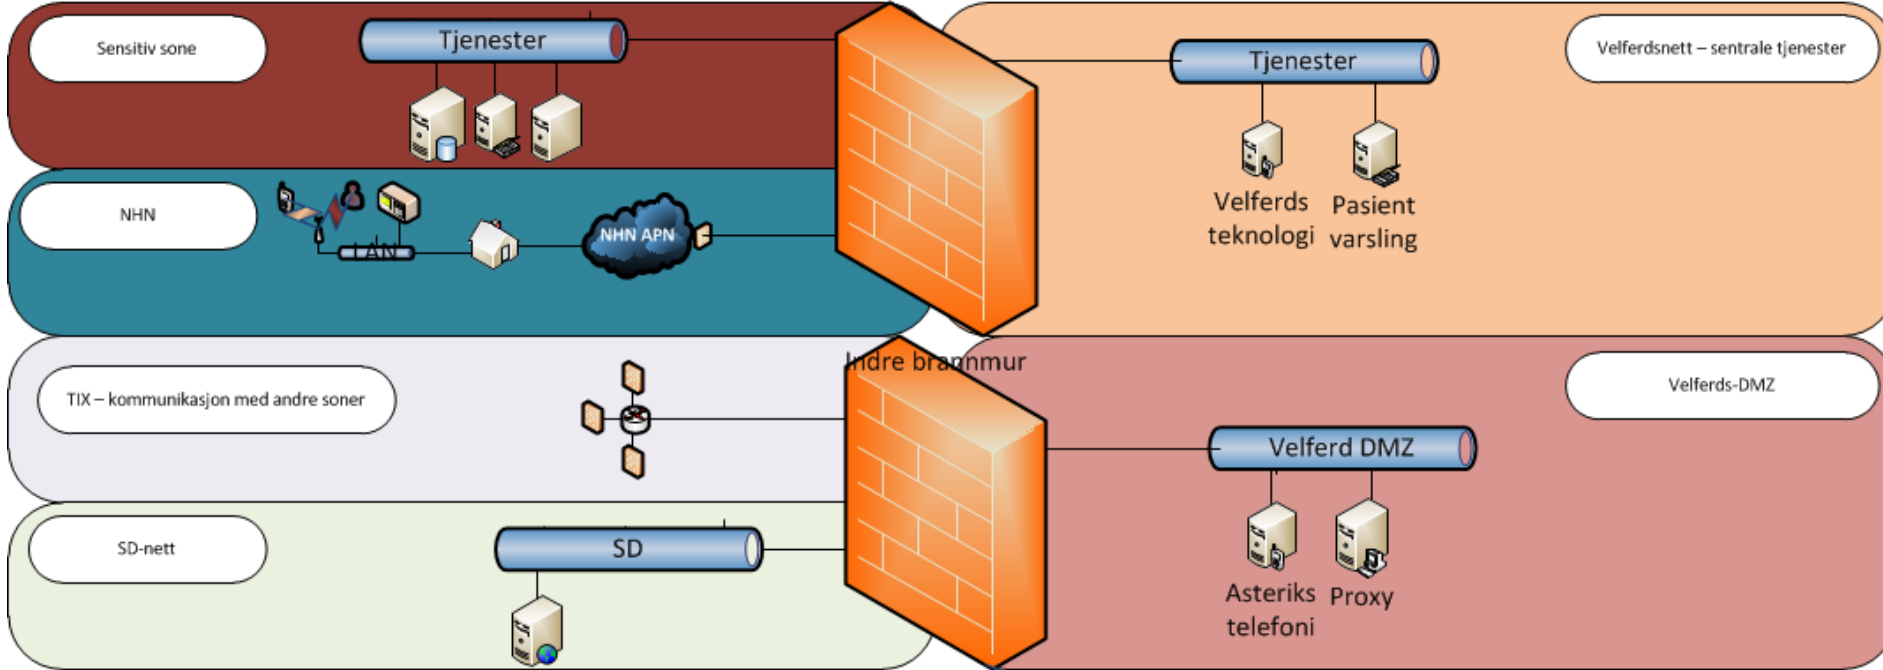 Sensitiv sone
Tjenester
Tjenester
Velferdsnett – sentrale tjenester
Velferds
teknologi
Pasient
varsling
NHN
LAN
NHN APN
Indre brannmur
TIX – kommunikasjon med andre soner
Velferds-DMZ
Velferd DMZ
Asteriks
telefoni
Proxy
SD-nett
SD